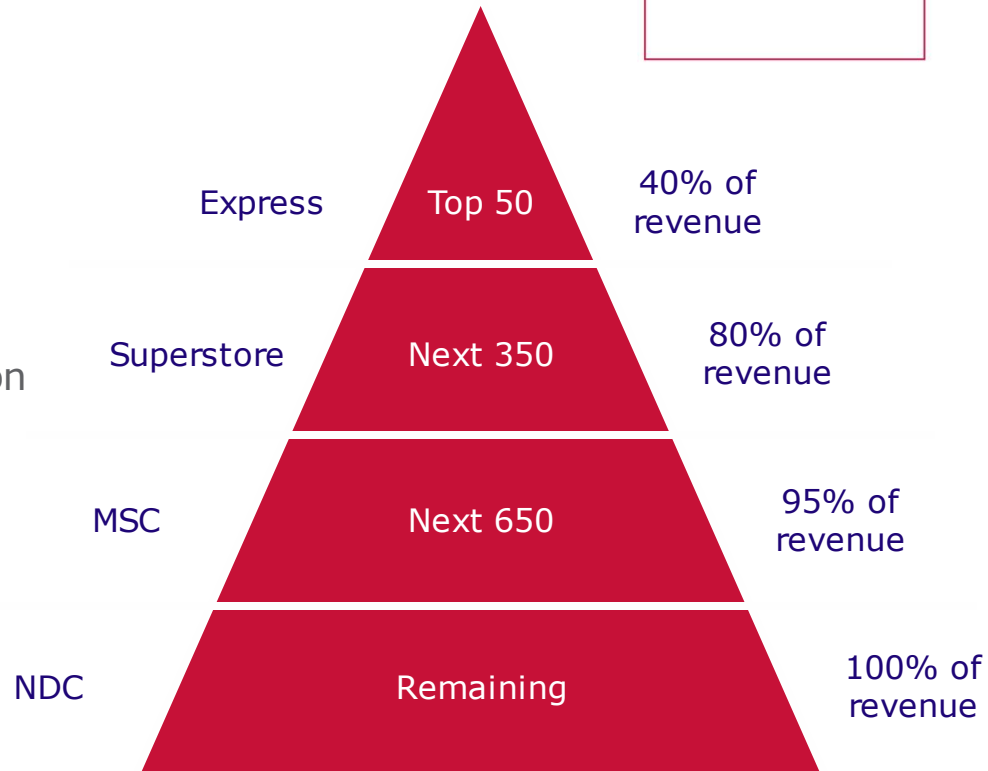 Express
Top 50
40% of
revenue
Superstore
Next 350
80% of
revenue
on
MSC
Next 650
95% of
revenue
NDC
Remaining
100% of
revenue